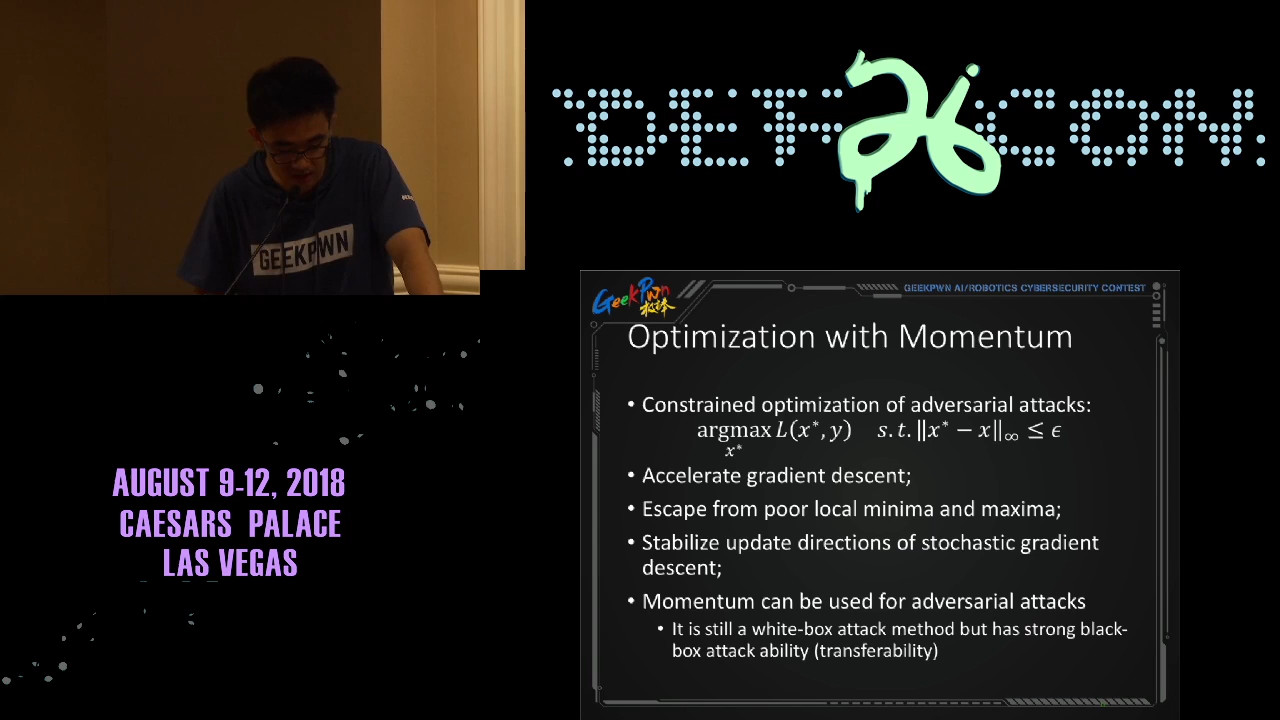 GEEKPWN
DEF CON
26
AUGUST 9-12, 2018
CAESARS PALACE
LAS VEGAS
GeekPwn
极棒
GEEKPWN AI/ROBOTICS CYBERSECURITY CONTEST
Optimization with Momentum
• Constrained optimization of adversarial attacks:
argmax L(x*, y) s.t. ‖x* − x‖∞ ≤ ϵ
x*
• Accelerate gradient descent;
• Escape from poor local minima and maxima;
• Stabilize update directions of stochastic gradient
descent;
• Momentum can be used for adversarial attacks
• It is still a white-box attack method but has strong black-
box attack ability (transferability)